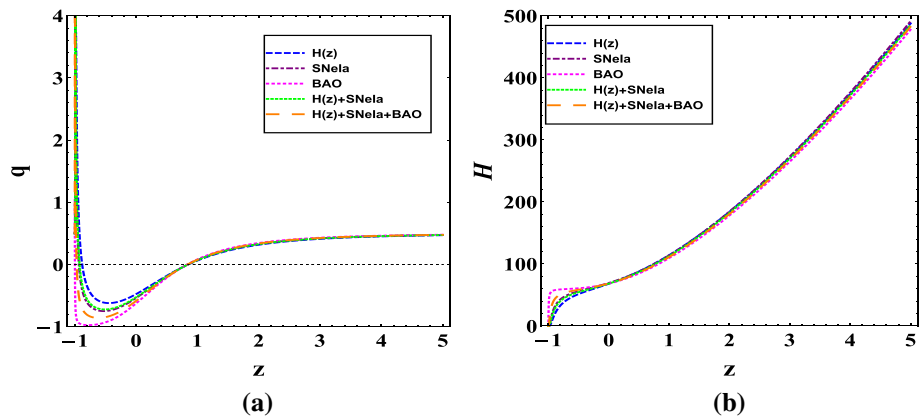 4
3
2
1
0
−1
q
H(z)
SNeIa
BAO
H(z)+SNeIa
H(z)+SNeIa+BAO
−1 0 1 2 3 4 5
z
(a)
500
400
300
200
100
0
H
H(z)
SNeIa
BAO
H(z)+SNeIa
H(z)+SNeIa+BAO
−1 0 1 2 3 4 5
z
(b)